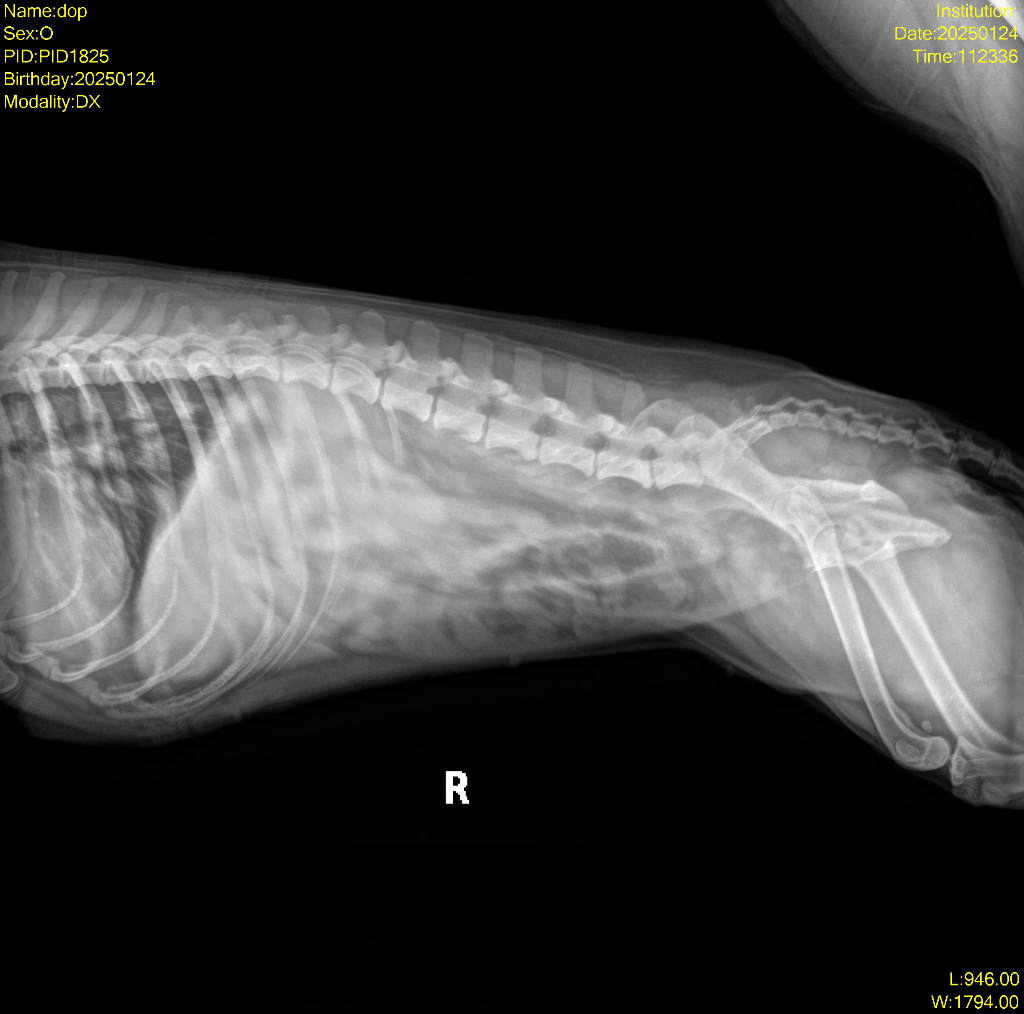 Name:dop
Sex:O
PID:PID1825
Birthday:20250124
Modality:DX
Institution:
Date:20250124
Time:112336
R
L:946.00
W:1794.00